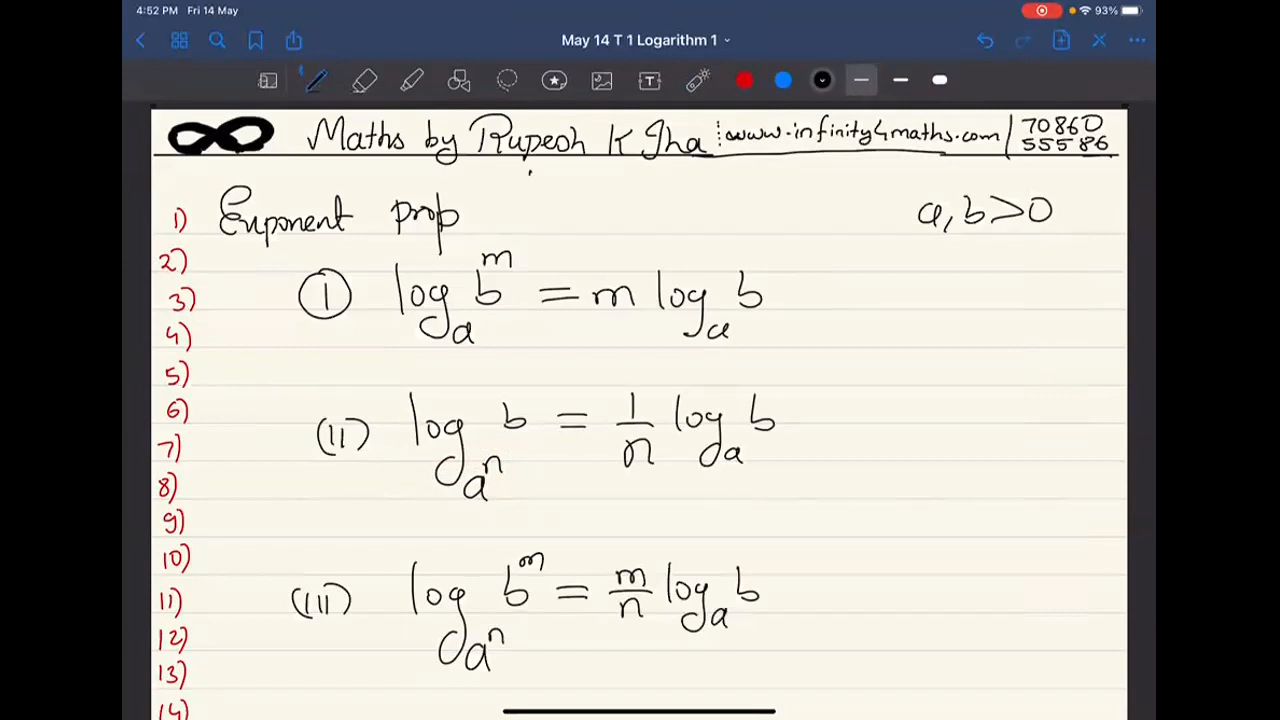 4:52 PM Fri 14 May 93%
May 14 T 1 Logarithm 1
Maths by Rupesh K Jha www.infinity4maths.com / 70860 55586
1) Exponent prop a, b > 0
2)
3) (I) log_a b^m = m log_a b
4)
5)
6)
7) (II) log_{a^n} b = 1/n log_a b
8)
9)
10)
11) (III) log_{a^n} b^m = m/n log_a b
12)
13)
14)